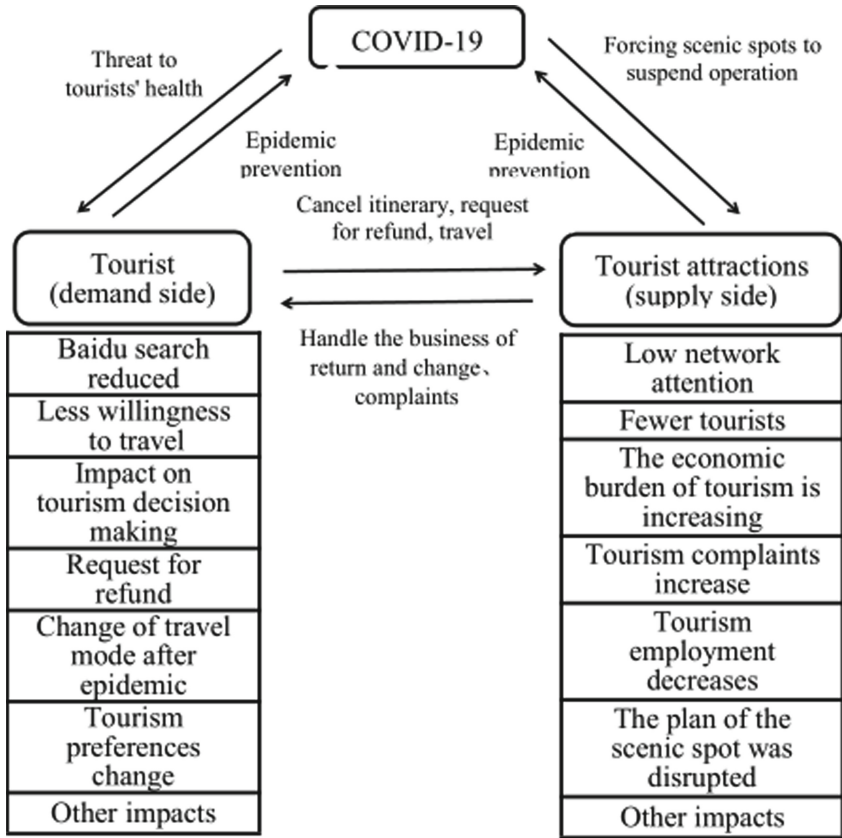 COVID-19
Threat to
tourists' health
Forcing scenic spots to
suspend operation
Epidemic
prevention
Epidemic
prevention
Cancel itinerary, request
for refund, travel
Tourist
(demand side)
Tourist attractions
(supply side)
Handle the business of
return and change、
complaints
Baidu search
reduced
Less willingness
to travel
Impact on
tourism decision
making
Request for
refund
Change of travel
mode after
epidemic
Tourism
preferences
change
Other impacts
Low network
attention
Fewer tourists
The economic
burden of tourism is
increasing
Tourism complaints
increase
Tourism
employment
decreases
The plan of the
scenic spot was
disrupted
Other impacts